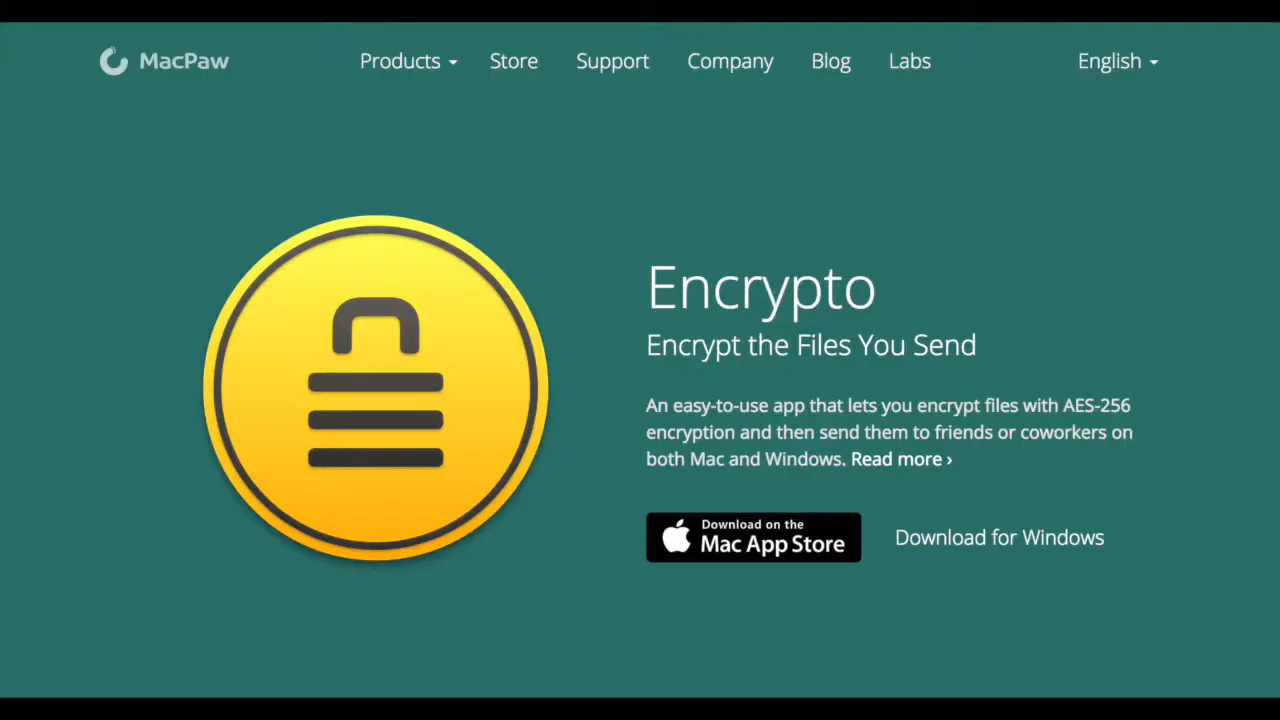 MacPaw
Products
Store
Support
Company
Blog
Labs
English
Encrypto
Encrypt the Files You Send
An easy-to-use app that lets you encrypt files with AES-256
encryption and then send them to friends or coworkers on
both Mac and Windows. Read more ›
Download on the
Mac App Store
Download for Windows